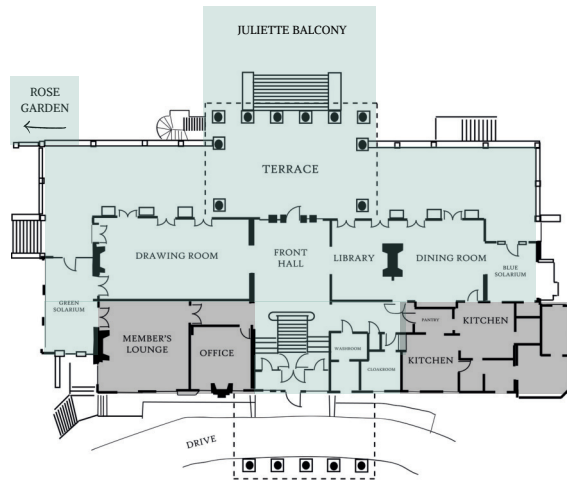 JULIETTE BALCONY
ROSE
GARDEN
TERRACE
DRAWING ROOM
FRONT
HALL
LIBRARY
DINING ROOM
BLUE
SOLARIUM
GREEN
SOLARIUM
MEMBER'S
LOUNGE
OFFICE
WASHROOM
CLOAKROOM
PANTRY
KITCHEN
KITCHEN
DRIVE